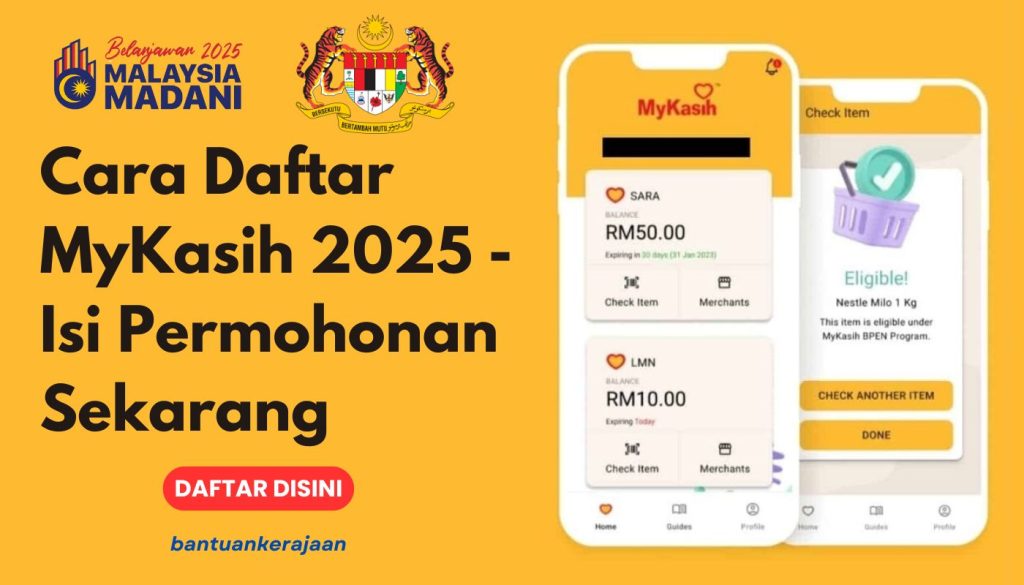 Belanjawan 2025
MALAYSIA
MADANI
BERSEKUTU
BERTAMBAH MUTU
Cara Daftar
MyKasih 2025 -
Isi Permohonan
Sekarang
DAFTAR DISINI
bantuankerajaan
MyKasih™
SARA
BALANCE
RM50.00
Expiring in 30 days (31 Jan 2023)
Check Item
Merchants
LMN
BALANCE
RM10.00
Expiring Today
Check Item
Merchants
Home
Guides
Profile
Check Item
Eligible!
Nestle Milo 1 Kg
This item is eligible under
MyKasih BPEN Program.
CHECK ANOTHER ITEM
DONE
Home
Guides
Profile